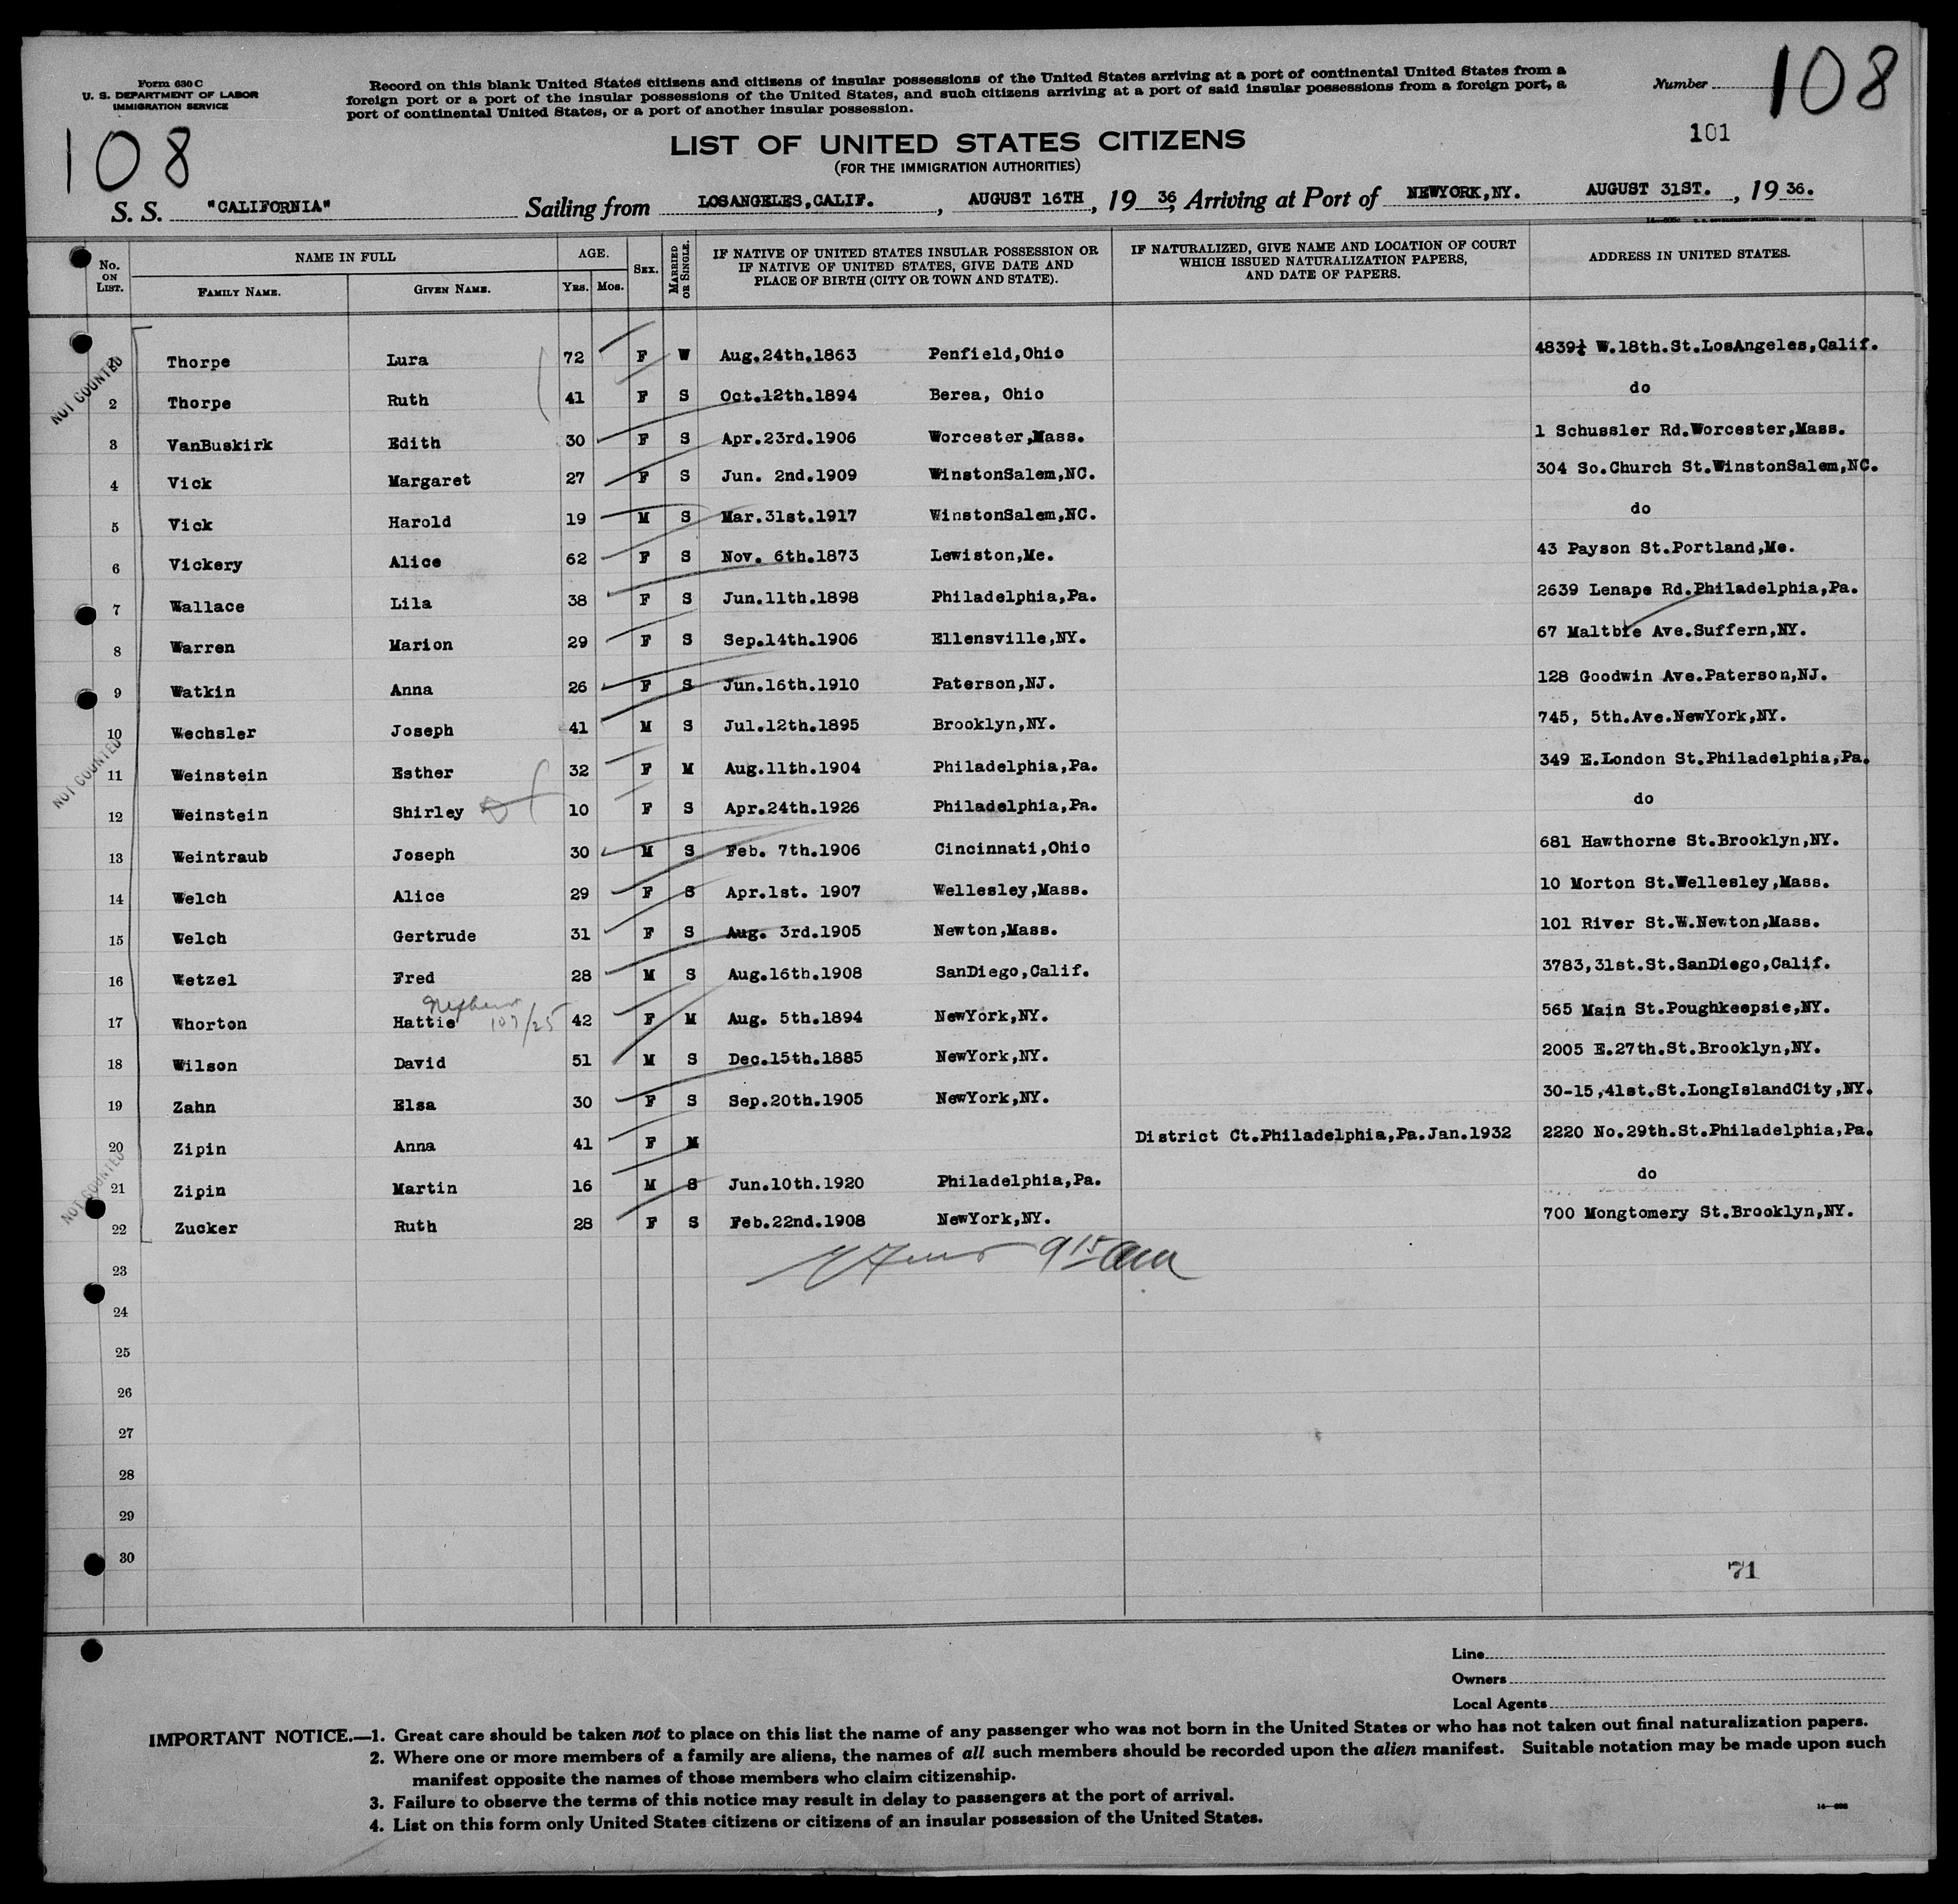 Form 630 C
U. S. DEPARTMENT OF LABOR
IMMIGRATION SERVICE
Record on this blank United States citizens and citizens of insular possessions of the United States arriving at a port of continental United States from a
foreign port or a port of the insular possessions of the United States, and such citizens arriving at a port of said insular possessions from a foreign port, a
port of continental United States, or a port of another insular possession.
Number 108
101
108
LIST OF UNITED STATES CITIZENS
(FOR THE IMMIGRATION AUTHORITIES)
S. S. "CALIFORNIA" Sailing from LOSANGELES,CALIF. , AUGUST 16TH , 19 36, Arriving at Port of NEWYORK,NY. AUGUST 31ST. , 19 36.
No. ON LIST. NAME IN FULL FAMILY NAME. GIVEN NAME. AGE. YRS. MOS. SEX. MARRIED OR SINGLE. IF NATIVE OF UNITED STATES INSULAR POSSESSION OR IF NATIVE OF UNITED STATES, GIVE DATE AND PLACE OF BIRTH (CITY OR TOWN AND STATE). IF NATURALIZED, GIVE NAME AND LOCATION OF COURT WHICH ISSUED NATURALIZATION PAPERS, AND DATE OF PAPERS. ADDRESS IN UNITED STATES.
NOT COUNTED
1 Thorpe Lura 72 F W Aug.24th.1863 Penfield,Ohio 4839¼ W.18th.St.LosAngeles,Calif.
2 Thorpe Ruth 41 F S Oct.12th.1894 Berea, Ohio do
3 VanBuskirk Edith 30 F S Apr.23rd.1906 Worcester,Mass. 1 Schussler Rd.Worcester,Mass.
4 Vick Margaret 27 F S Jun. 2nd.1909 WinstonSalem,NC. 304 So.Church St.WinstonSalem,NC.
5 Vick Harold 19 M S Mar.31st.1917 WinstonSalem,NC. do
6 Vickery Alice 62 F S Nov. 6th.1873 Lewiston,Me. 43 Payson St.Portland,Me.
7 Wallace Lila 38 F S Jun.11th.1898 Philadelphia,Pa. 2639 Lenape Rd.Philadelphia,Pa.
8 Warren Marion 29 F S Sep.14th.1906 Ellensville,NY. 67 Maltbie Ave.Suffern,NY.
9 Watkin Anna 26 F S Jun.16th.1910 Paterson,NJ. 128 Goodwin Ave.Paterson,NJ.
10 Wechsler Joseph 41 M S Jul.12th.1895 Brooklyn,NY. 745, 5th.Ave.NewYork,NY.
NOT COUNTED
11 Weinstein Esther 32 F M Aug.11th.1904 Philadelphia,Pa. 349 E.London St.Philadelphia,Pa.
12 Weinstein Shirley 10 F S Apr.24th.1926 Philadelphia,Pa. do
13 Weintraub Joseph 30 M S Feb. 7th.1906 Cincinnati,Ohio 681 Hawthorne St.Brooklyn,NY.
14 Welch Alice 29 F S Apr.1st. 1907 Wellesley,Mass. 10 Morton St.Wellesley,Mass.
15 Welch Gertrude 31 F S Aug. 3rd.1905 Newton,Mass. 101 River St.W.Newton,Mass.
16 Wetzel Fred 28 M S Aug.16th.1908 SanDiego,Calif. 3783,31st.St.SanDiego,Calif.
17 Whorton Hattie 107/25 42 F M Aug. 5th.1894 NewYork,NY. 565 Main St.Poughkeepsie,NY.
18 Wilson David 51 M S Dec.15th.1885 NewYork,NY. 2005 E.27th.St.Brooklyn,NY.
19 Zahn Elsa 30 F S Sep.20th.1905 NewYork,NY. 30-15,41st.St.LongIslandCity,NY.
20 Zipin Anna 41 F M District Ct.Philadelphia,Pa.Jan.1932 2220 No.29th.St.Philadelphia,Pa.
NOT COUNTED
21 Zipin Martin 16 M S Jun.10th.1920 Philadelphia,Pa. do
22 Zucker Ruth 28 F S Feb.22nd.1908 NewYork,NY. 700 Mongtomery St.Brooklyn,NY.
9 15 am
23
24
25
26
27
28
29
30
71
Line
Owners
Local Agents
IMPORTANT NOTICE.—1. Great care should be taken not to place on this list the name of any passenger who was not born in the United States or who has not taken out final naturalization papers.
2. Where one or more members of a family are aliens, the names of all such members should be recorded upon the alien manifest. Suitable notation may be made upon such
manifest opposite the names of those members who claim citizenship.
3. Failure to observe the terms of this notice may result in delay to passengers at the port of arrival.
4. List on this form only United States citizens or citizens of an insular possession of the United States.